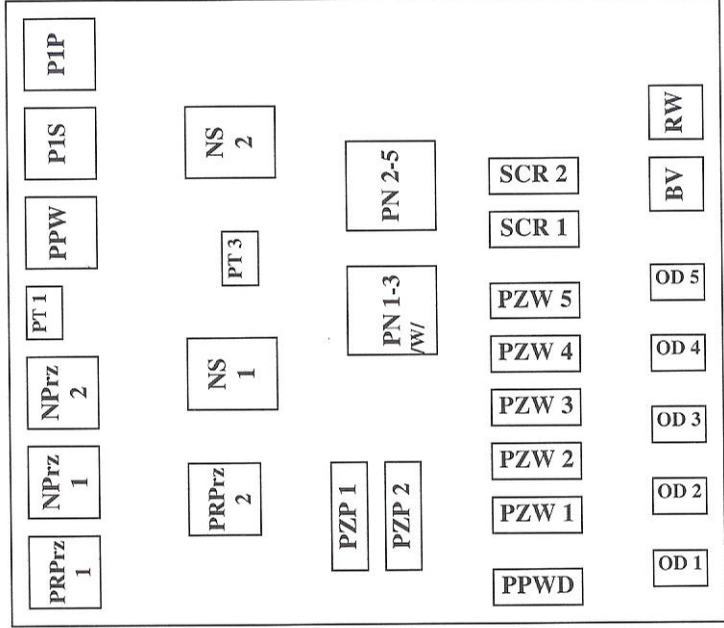 P1P
P1S
PPW
PT 1
NPrz
2
NPrz
1
PRPrz
1
NS
2
PT 3
NS
1
PRPrz
2
PN 2-5
PN 1-3
/W/
PZP 1
PZP 2
SCR 2
SCR 1
PZW 5
PZW 4
PZW 3
PZW 2
PZW 1
PPWD
RW
BV
OD 5
OD 4
OD 3
OD 2
OD 1